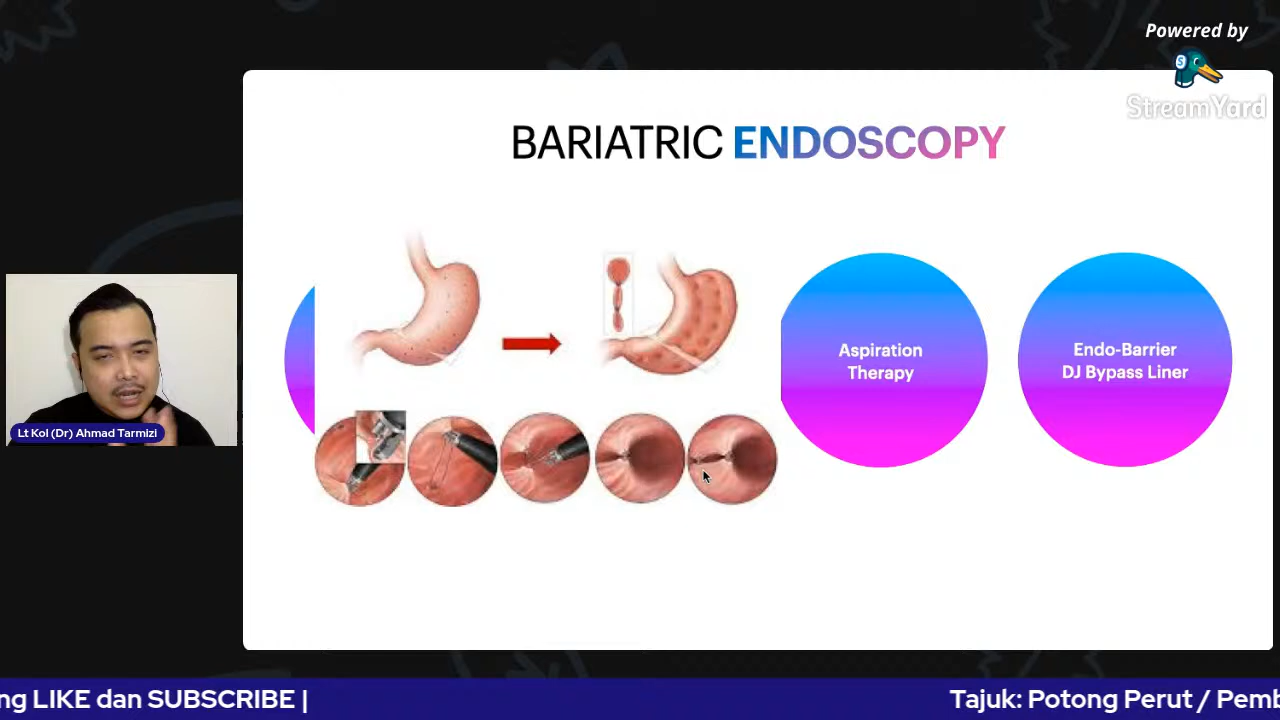 Powered by
StreamYard
BARIATRIC ENDOSCOPY
Aspiration
Therapy
Endo-Barrier
DJ Bypass Liner
Lt Kol (Dr) Ahmad Tarmizi
ng LIKE dan SUBSCRIBE |
Tajuk: Potong Perut / Pemb